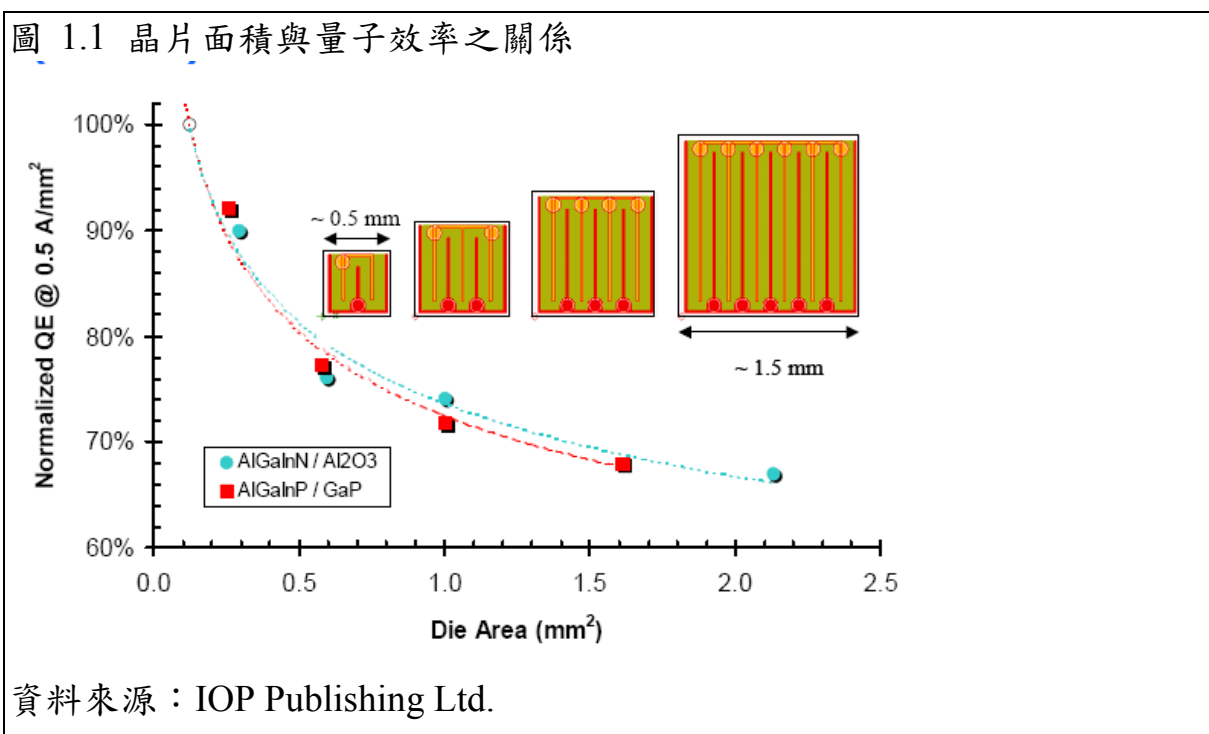 圖 1.1 晶片面積與量子效率之關係
Normalized QE @ 0.5 A/mm²
100%
90%
80%
70%
60%
~ 0.5 mm
~ 1.5 mm
AlGaInN / Al2O3
AlGaInP / GaP
0.0 0.5 1.0 1.5 2.0 2.5
Die Area (mm²)
資料來源：IOP Publishing Ltd.